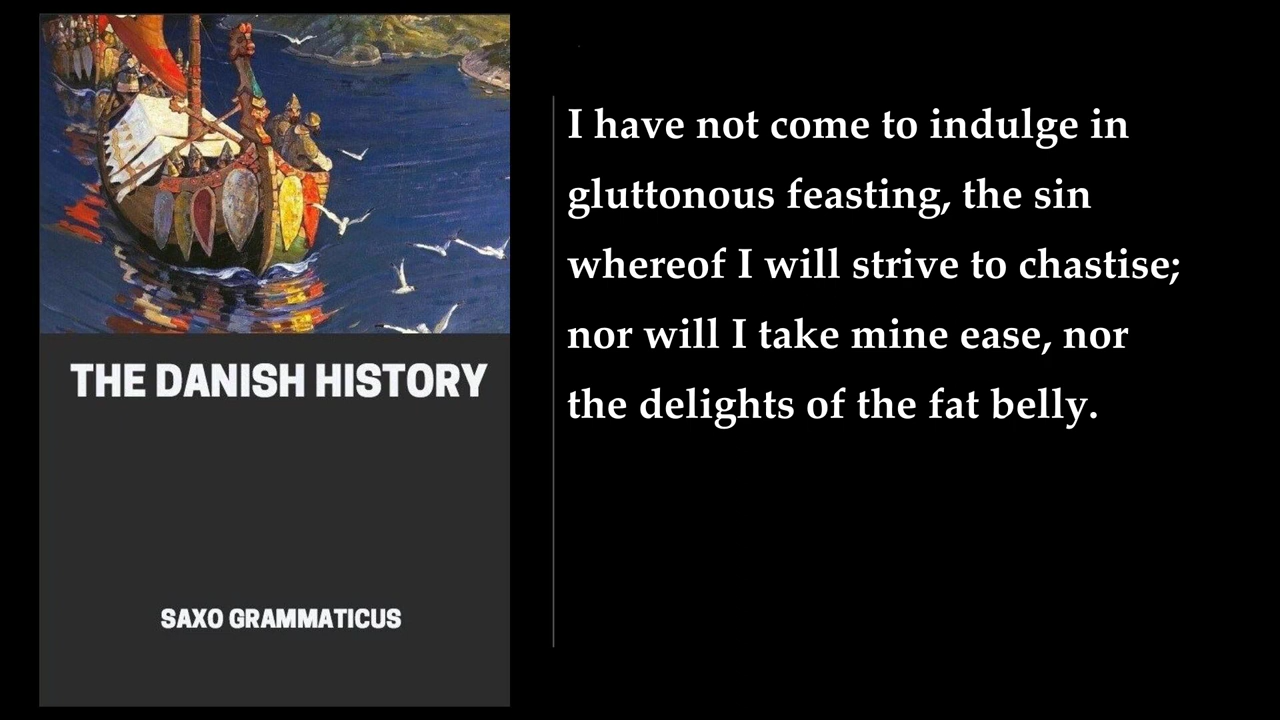 THE DANISH HISTORY
SAXO GRAMMATICUS
I have not come to indulge in
gluttonous feasting, the sin
whereof I will strive to chastise;
nor will I take mine ease, nor
the delights of the fat belly.